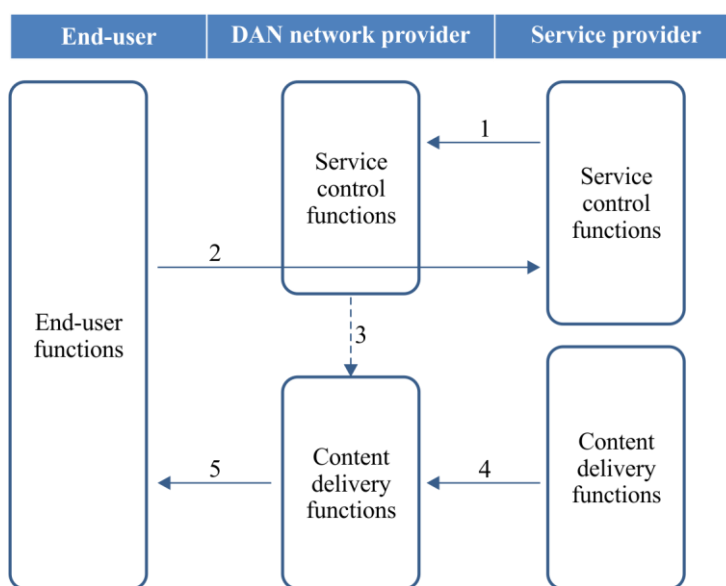 End-user
DAN network provider
Service provider
1
Service
control
functions
Service
control
functions
2
End-user
functions
3
Content
delivery
functions
Content
delivery
functions
5
4